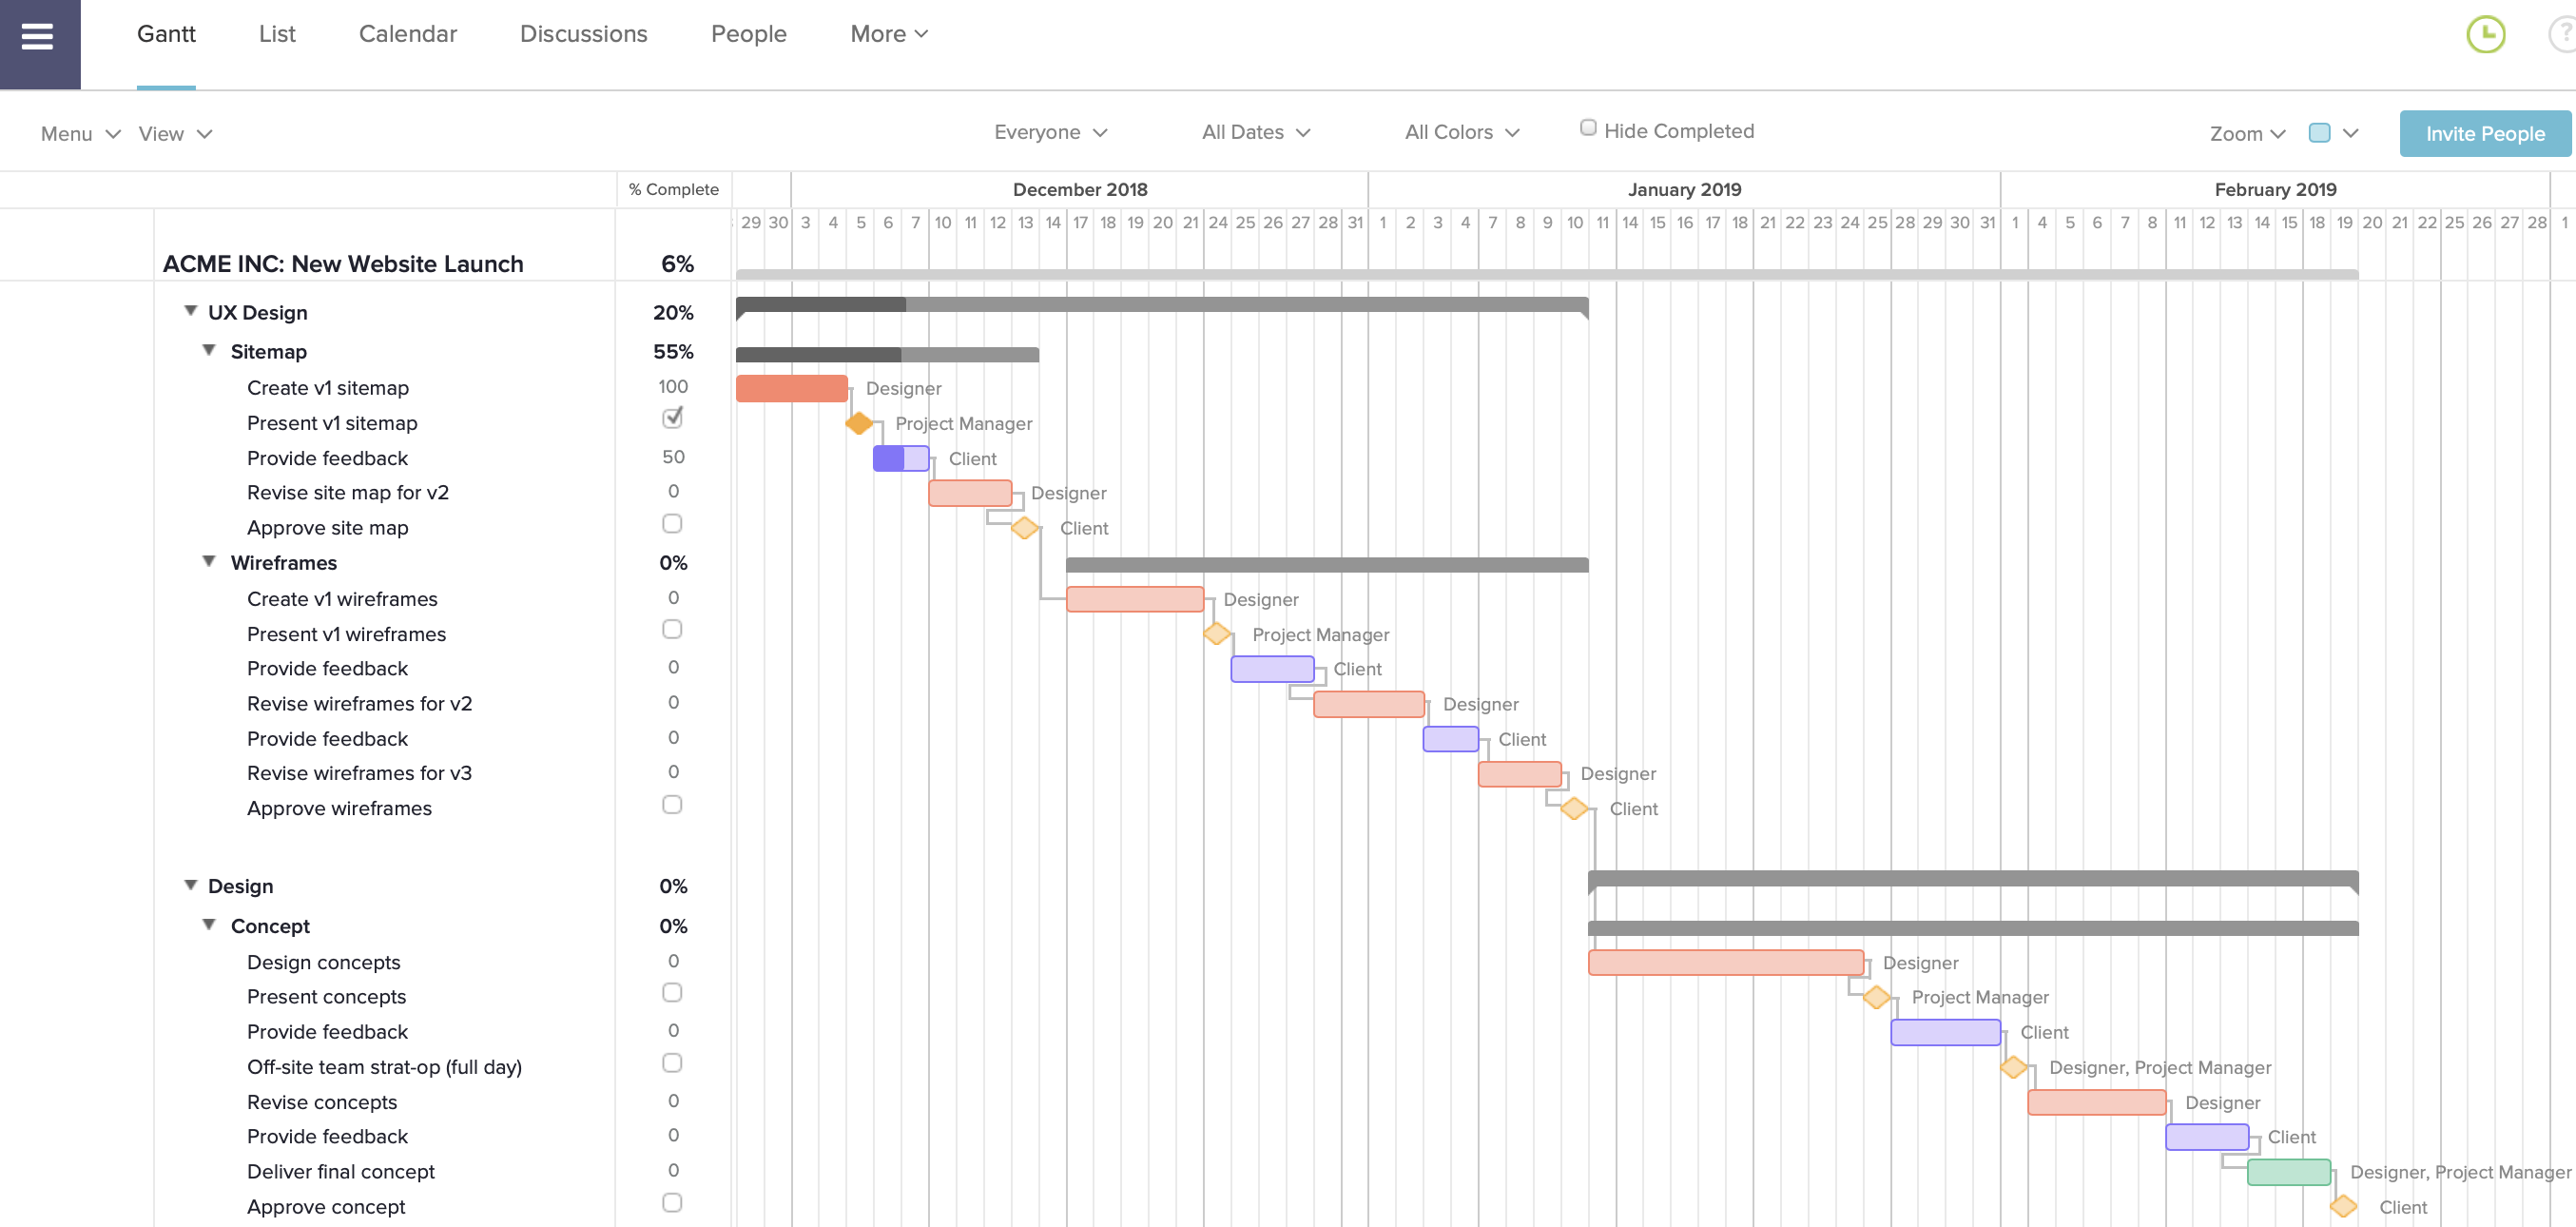 Gantt List Calendar Discussions People More ?
Menu View Everyone All Dates All Colors Hide Completed Zoom Invite People
% Complete December 2018 January 2019 February 2019
29 30 3 4 5 6 7 10 11 12 13 14 17 18 19 20 21 24 25 26 27 28 31 1 2 3 4 7 8 9 10 11 14 15 16 17 18 21 22 23 24 25 28 29 30 31 1 4 5 6 7 8 11 12 13 14 15 18 19 20 21 22 25 26 27 28 1
ACME INC: New Website Launch 6%
UX Design 20%
Sitemap 55%
Create v1 sitemap 100 Designer
Present v1 sitemap Project Manager
Provide feedback 50 Client
Revise site map for v2 0 Designer
Approve site map Client
Wireframes 0%
Create v1 wireframes 0 Designer
Present v1 wireframes Project Manager
Provide feedback 0 Client
Revise wireframes for v2 0 Designer
Provide feedback 0 Client
Revise wireframes for v3 0 Designer
Approve wireframes Client
Design 0%
Concept 0%
Design concepts 0 Designer
Present concepts Project Manager
Provide feedback 0 Client
Off-site team strat-op (full day) Designer, Project Manager
Revise concepts 0 Designer
Provide feedback 0 Client
Deliver final concept 0 Designer, Project Manager
Approve concept Client